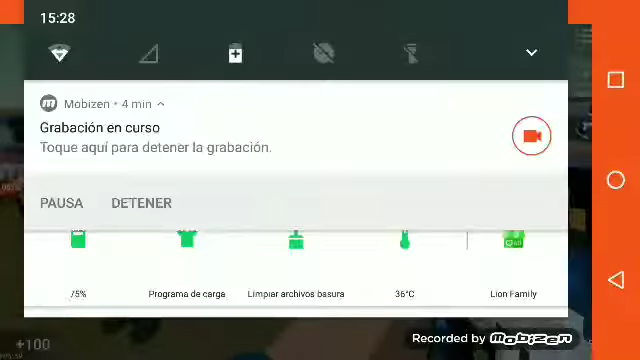 15:28
Mobizen • 4 min
Grabación en curso
Toque aquí para detener la grabación.
PAUSA DETENER
75% Programa de carga Limpiar archivos basura 36°C Lion Family
+100
Recorded by mobizen